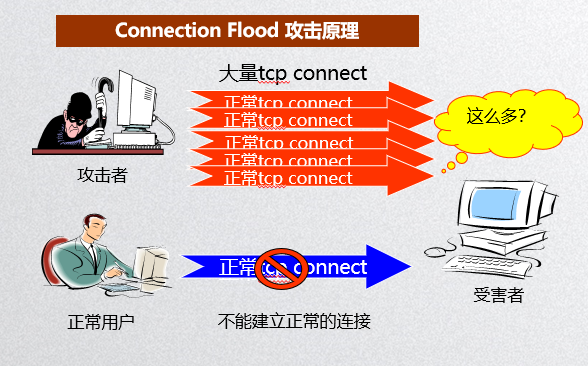 Connection Flood 攻击原理
大量tcp connect
正常tcp connect
正常tcp connect
正常tcp connect
正常tcp connect
正常tcp connect
这么多?
攻击者
正常tcp connect
受害者
正常用户
不能建立正常的连接